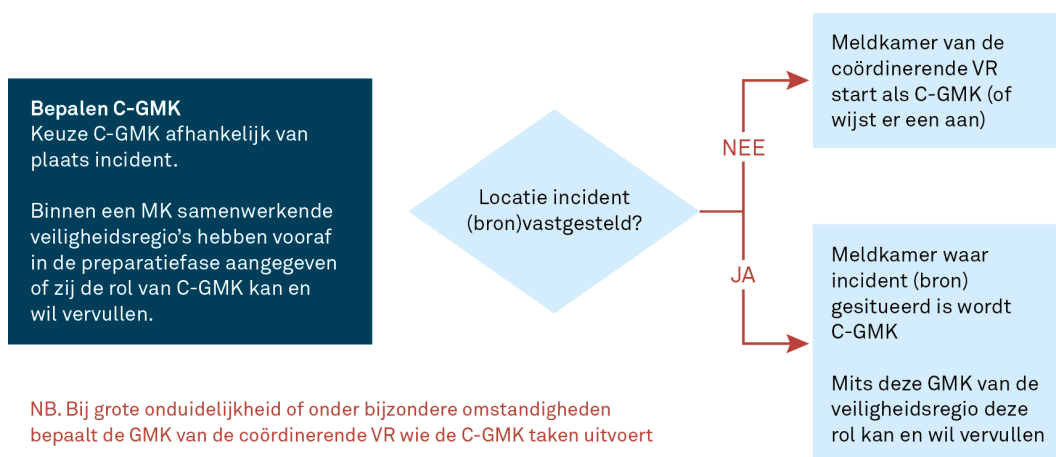 Bepalen C-GMK
Keuze C-GMK afhankelijk van
plaats incident.
Binnen een MK samenwerkende
veiligheidsregio's hebben vooraf
in de preparatiefase aangegeven
of zij de rol van C-GMK kan en
wil vervullen.
Locatie incident
(bron)vastgesteld?
NEE
JA
Meldkamer van de
coördinerende VR
start als C-GMK (of
wijst er een aan)
Meldkamer waar
incident (bron)
gesitueerd is wordt
C-GMK
Mits deze GMK van de
veiligheidsregio deze
rol kan en wil vervullen
NB. Bij grote onduidelijkheid of onder bijzondere omstandigheden
bepaalt de GMK van de coördinerende VR wie de C-GMK taken uitvoert